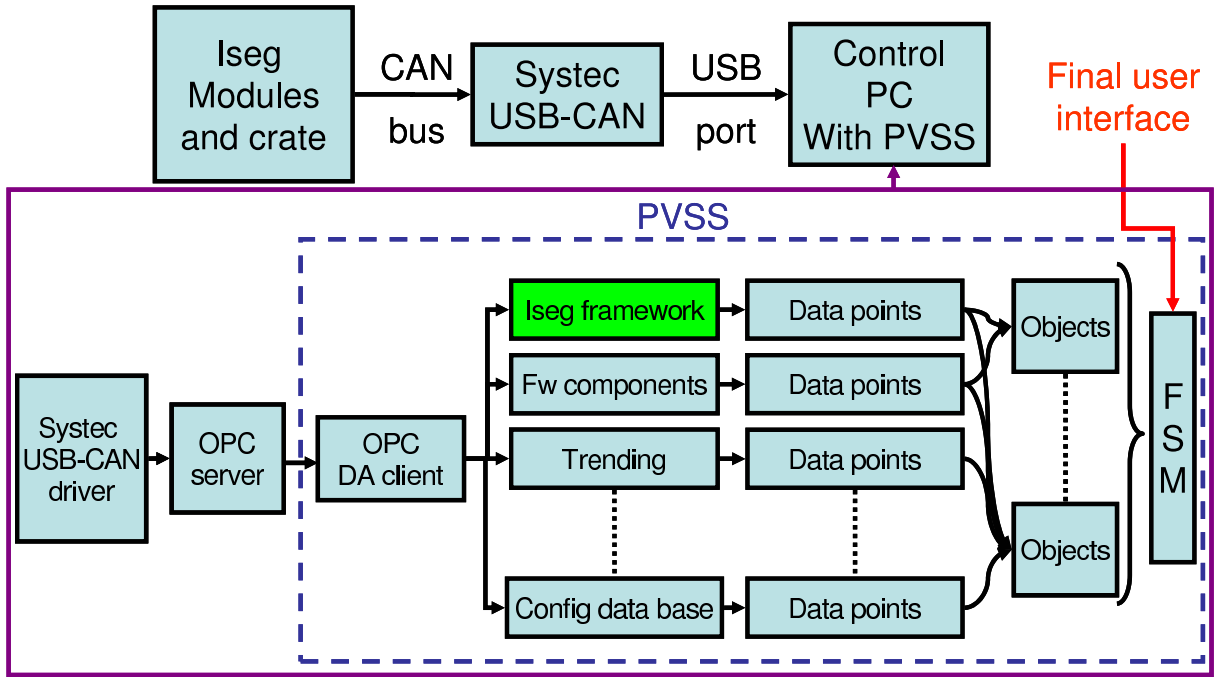 Iseg
Modules
and crate
CAN
bus
Systec
USB-CAN
USB
port
Control
PC
With PVSS
Final user
interface
PVSS
Systec
USB-CAN
driver
OPC
server
OPC
DA client
Iseg framework
Data points
Fw components
Data points
Trending
Data points
Config data base
Data points
Objects
Objects
F
S
M